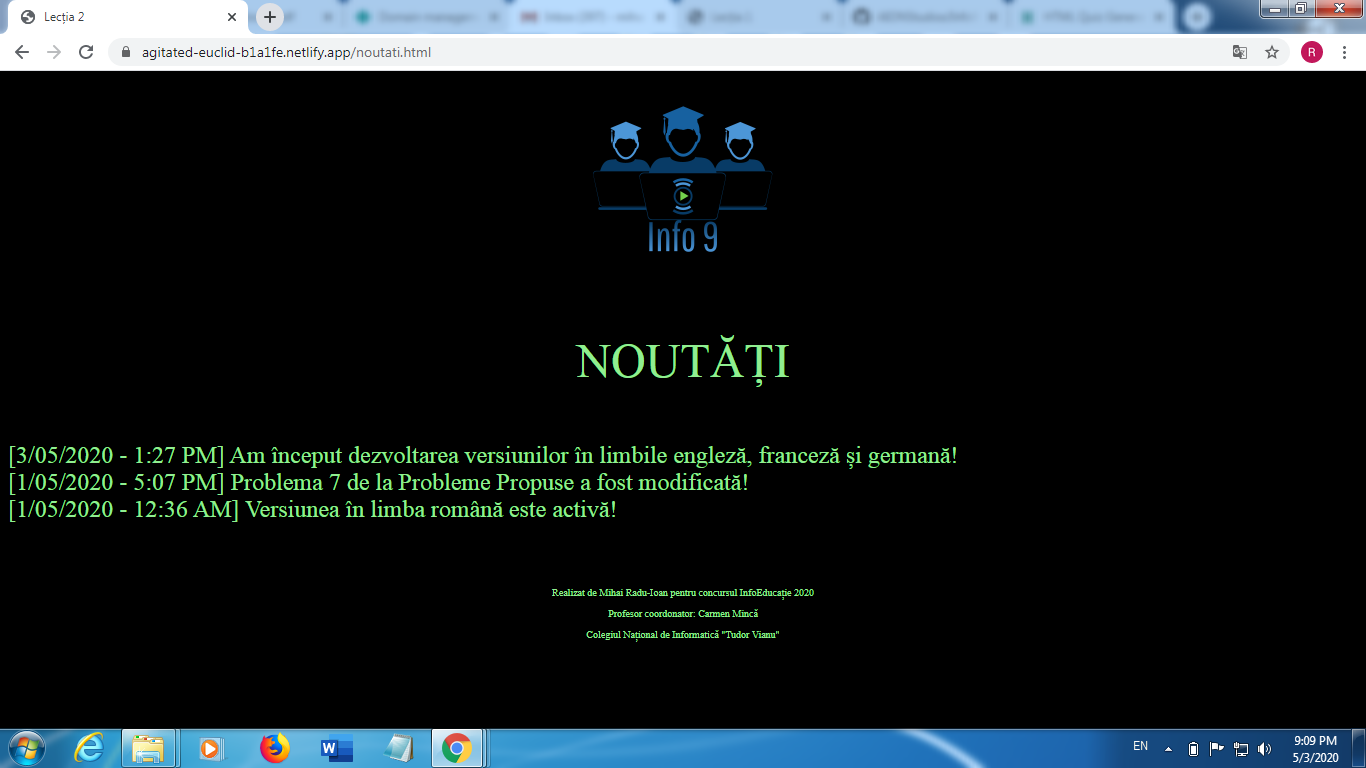 Lecția 2
agitated-euclid-b1a1fe.netlify.app/noutati.html
R
Info 9
NOUTĂȚI
[3/05/2020 - 1:27 PM] Am început dezvoltarea versiunilor în limbile engleză, franceză și germană!
[1/05/2020 - 5:07 PM] Problema 7 de la Probleme Propuse a fost modificată!
[1/05/2020 - 12:36 AM] Versiunea în limba română este activă!
Realizat de Mihai Radu-Ioan pentru concursul InfoEducație 2020
Profesor coordonator: Carmen Mincă
Colegiul Național de Informatică "Tudor Vianu"
EN
9:09 PM
5/3/2020